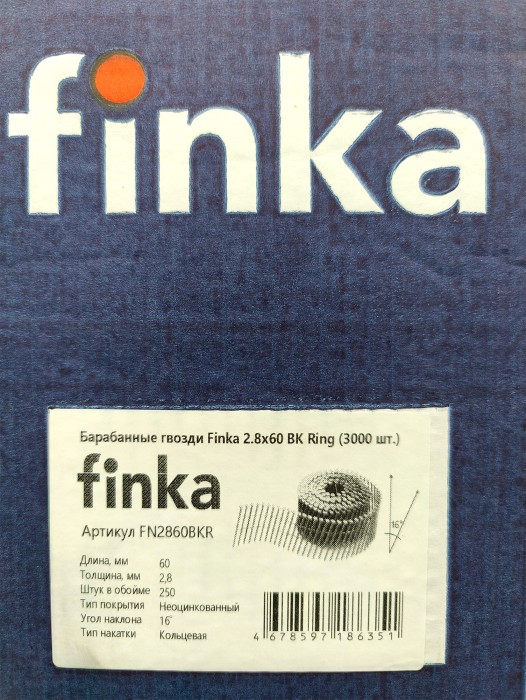 finka
Барабанные гвозди Finka 2.8x60 BK Ring (3000 шт.)
finka
Артикул FN2860BKR
16°
Длина, мм 60
Толщина, мм 2,8
Штук в обойме 250
Тип покрытия Неоцинкованный
Угол наклона 16°
Тип накатки Кольцевая
4 678597 186351